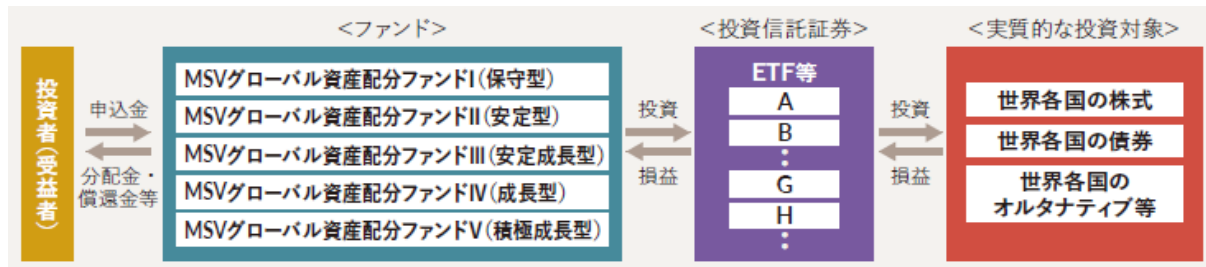 <ファンド>
<投資信託証券>
<実質的な投資対象>
投資者(受益者)
申込金
分配金・
償還金等
MSVグローバル資産配分ファンドⅠ(保守型)
MSVグローバル資産配分ファンドⅡ(安定型)
MSVグローバル資産配分ファンドⅢ(安定成長型)
MSVグローバル資産配分ファンドⅣ(成長型)
MSVグローバル資産配分ファンドⅤ(積極成長型)
投資
損益
ETF等
A
B
⋮
G
H
⋮
投資
損益
世界各国の株式
世界各国の債券
世界各国の
オルタナティブ等